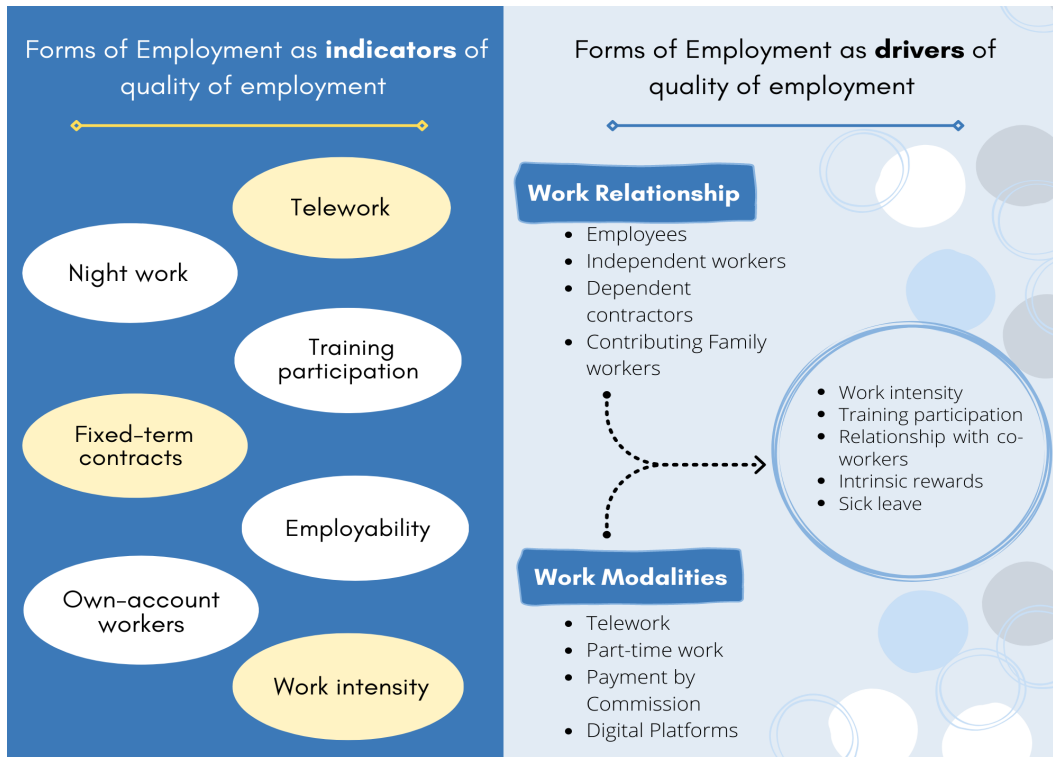 Forms of Employment as indicators of
quality of employment
Telework
Night work
Training
participation
Fixed-term
contracts
Employability
Own-account
workers
Work intensity
Forms of Employment as drivers of
quality of employment
Work Relationship
• Employees
• Independent workers
• Dependent
contractors
• Contributing Family
workers
• Work intensity
• Training participation
• Relationship with co-
workers
• Intrinsic rewards
• Sick leave
Work Modalities
• Telework
• Part-time work
• Payment by
Commission
• Digital Platforms